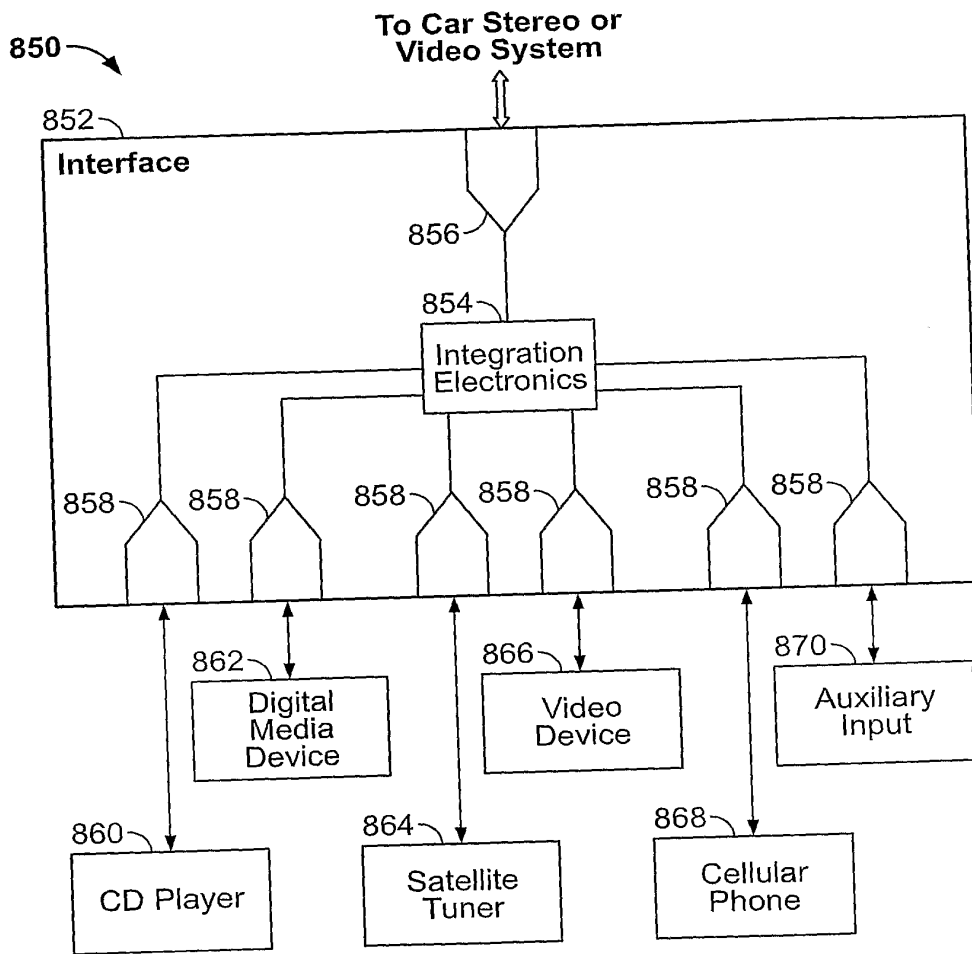 To Car Stereo or
Video System
850
852
Interface
856
854
Integration
Electronics
858
858
858
858
858
858
862
Digital
Media
Device
866
Video
Device
870
Auxiliary
Input
860
CD Player
864
Satellite
Tuner
868
Cellular
Phone